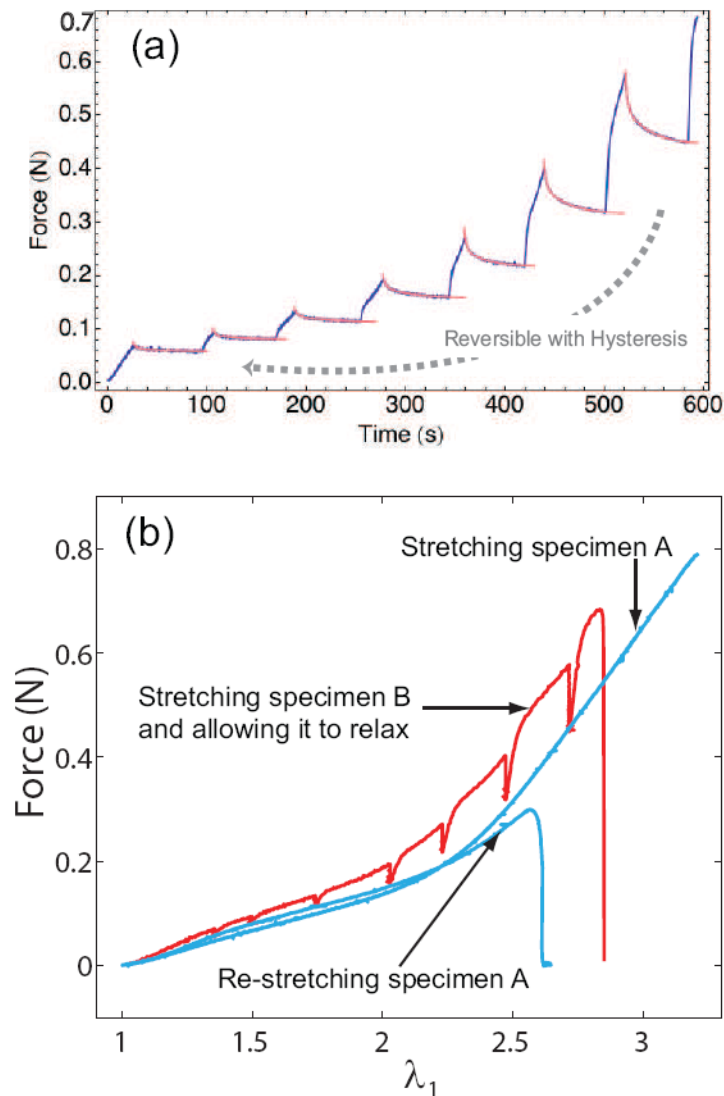 (a)
0.7
0.6
0.5
0.4
0.3
0.2
0.1
0.0
Force (N)
Reversible with Hysteresis
0 100 200 300 400 500 600
Time (s)
(b)
Stretching specimen A
0.8
0.6
0.4
0.2
0
Force (N)
Stretching specimen B
and allowing it to relax
Re-stretching specimen A
1 1.5 2 2.5 3
λ1